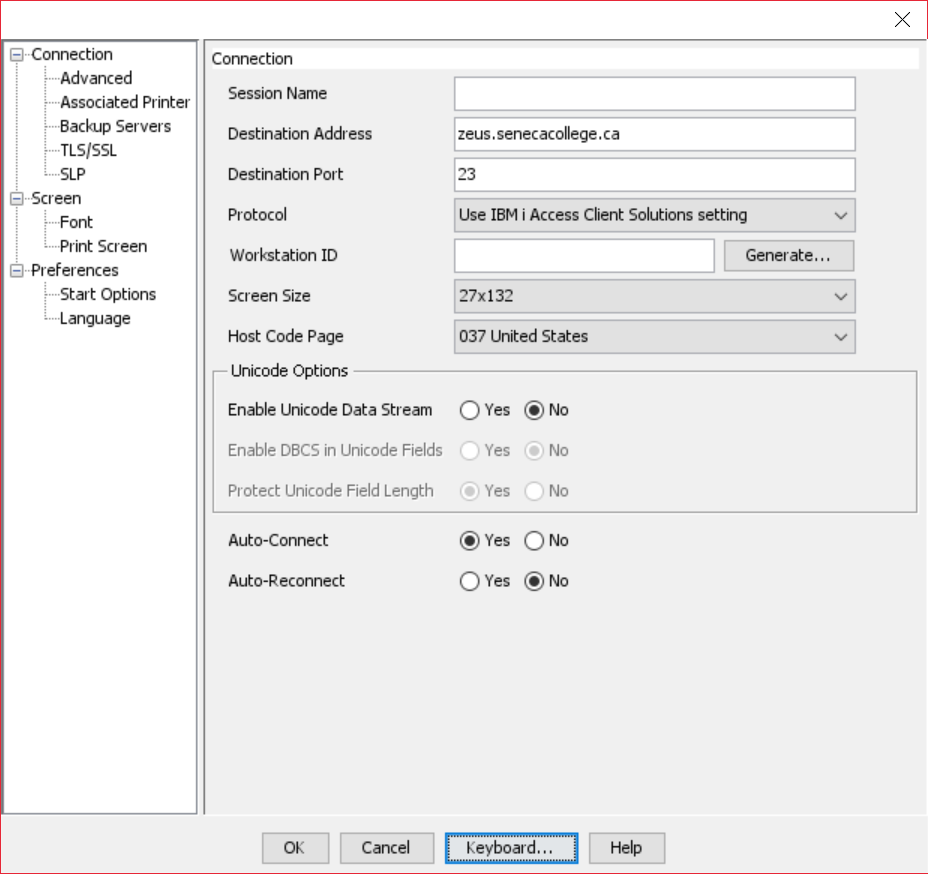 Connection
Advanced
Associated Printer
Backup Servers
TLS/SSL
SLP
Screen
Font
Print Screen
Preferences
Start Options
Language
Connection
Session Name
Destination Address zeus.senecacollege.ca
Destination Port 23
Protocol Use IBM i Access Client Solutions setting
Workstation ID Generate...
Screen Size 27x132
Host Code Page 037 United States
Unicode Options
Enable Unicode Data Stream Yes No
Enable DBCS in Unicode Fields Yes No
Protect Unicode Field Length Yes No
Auto-Connect Yes No
Auto-Reconnect Yes No
OK Cancel Keyboard... Help